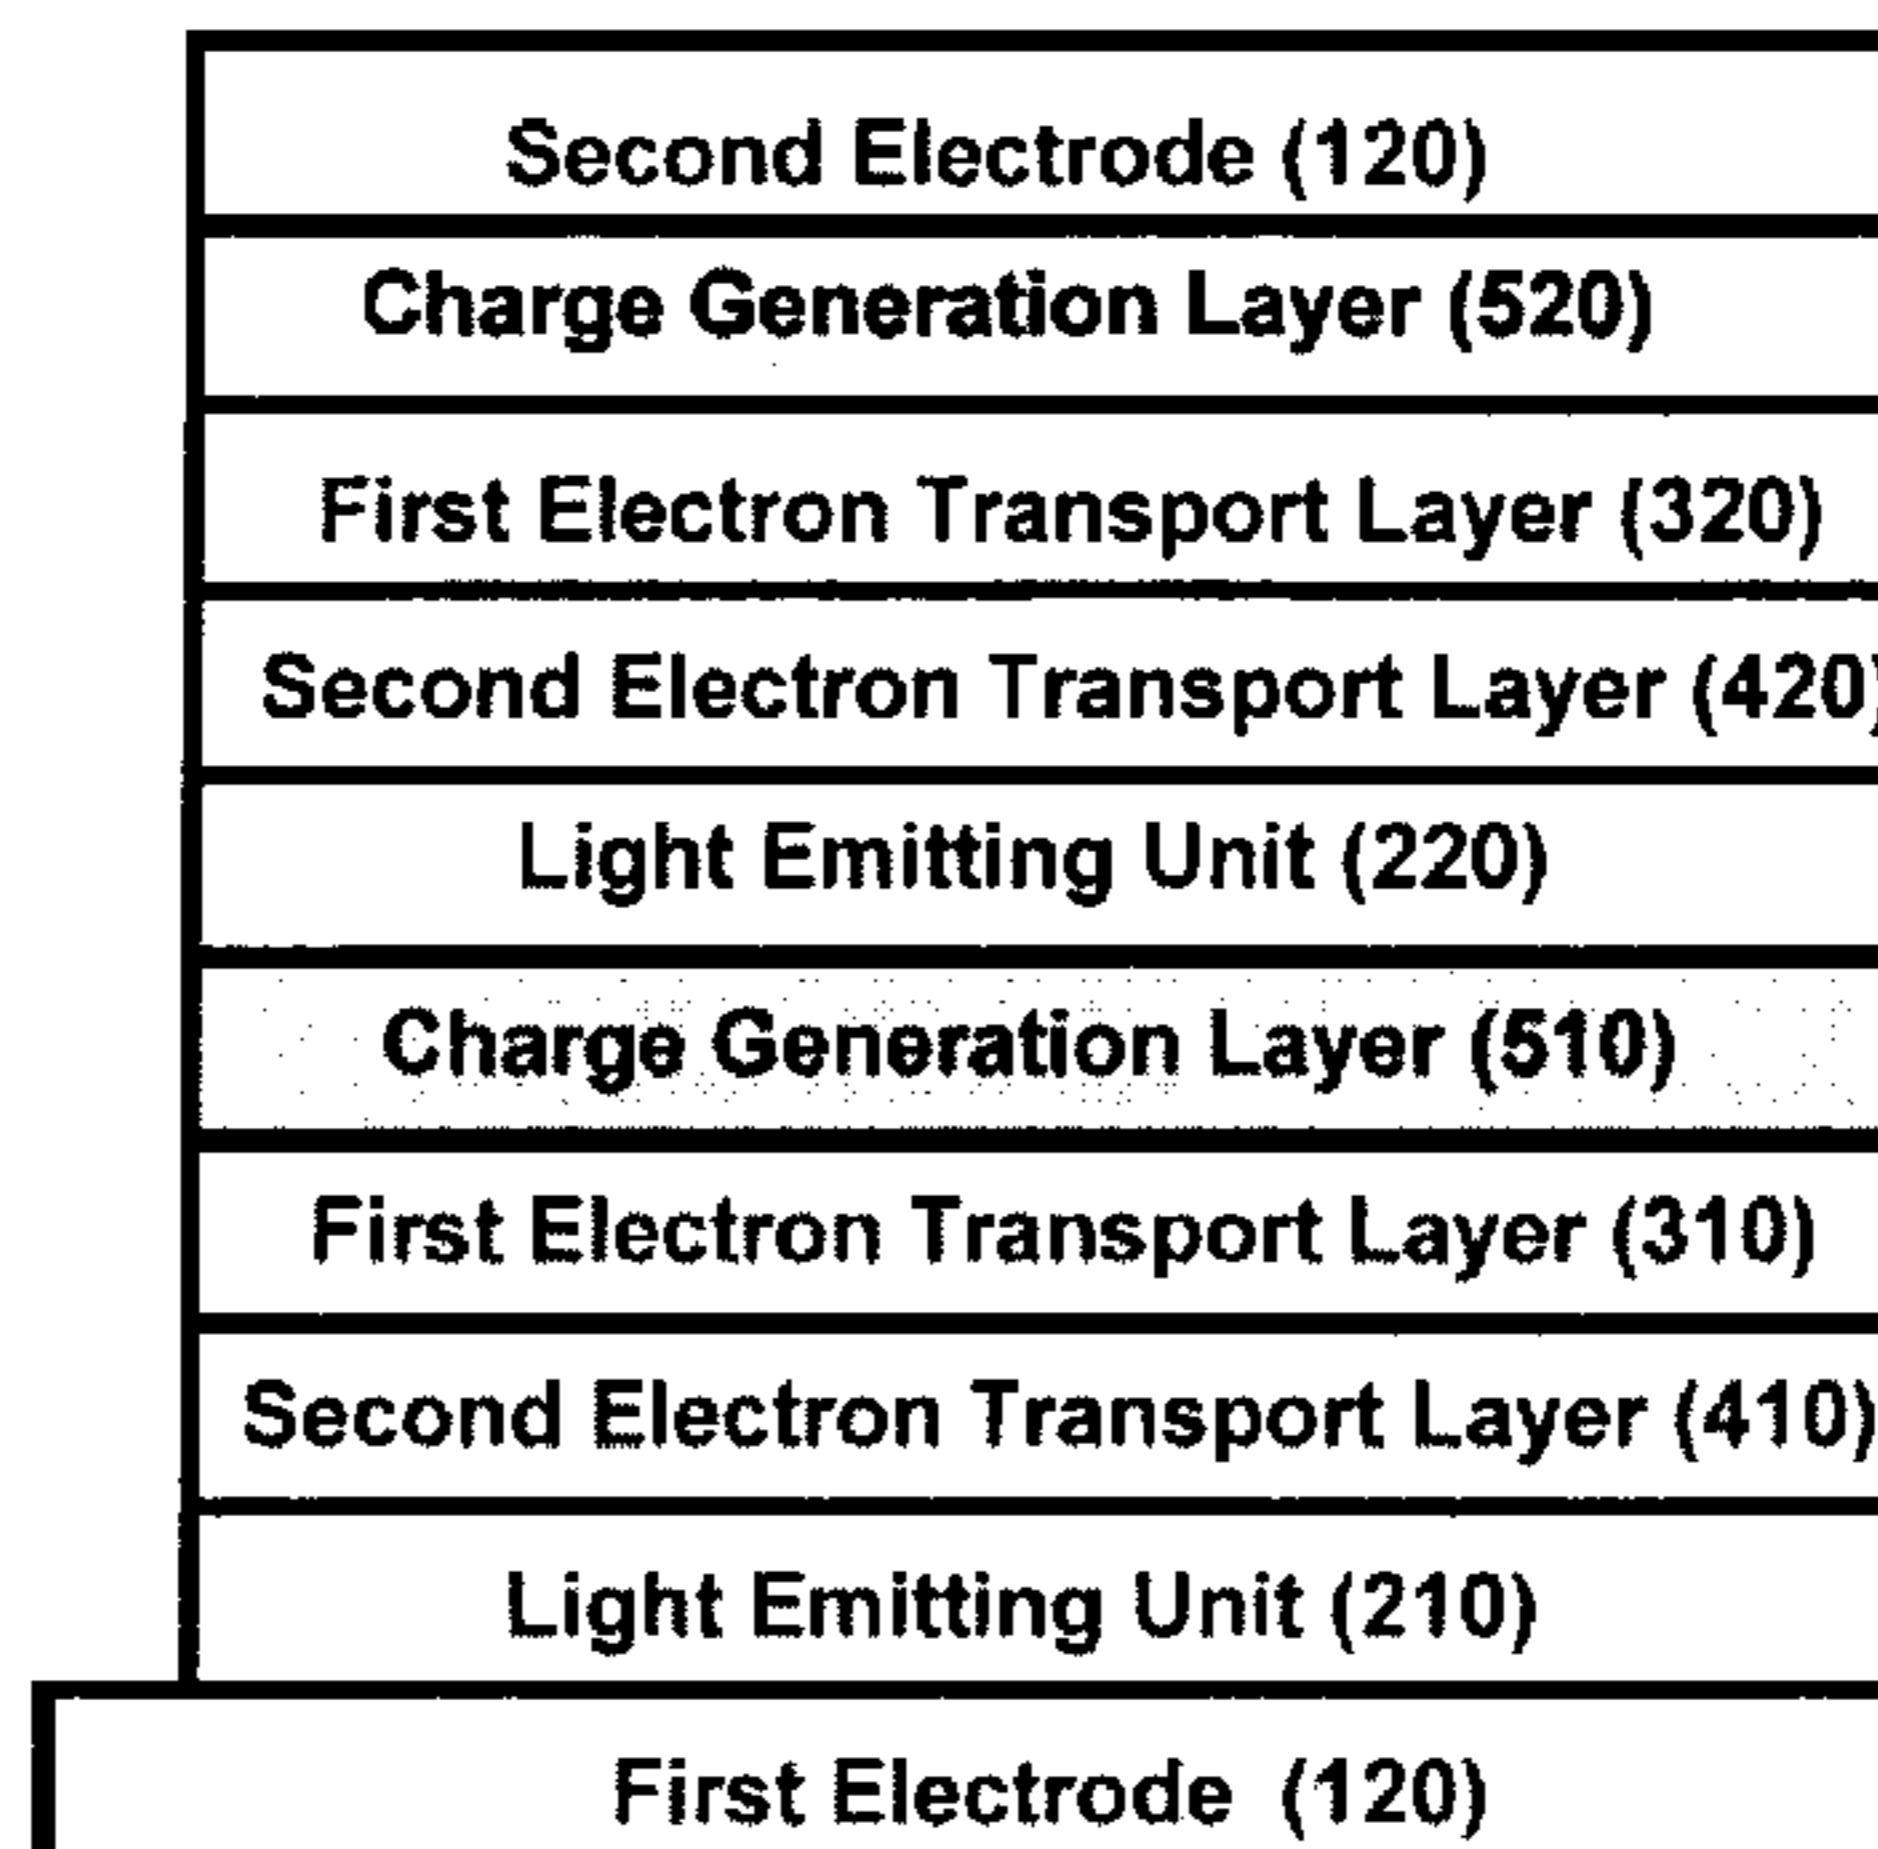 Second Electrode (120)
Charge Generation Layer (520)
First Electron Transport Layer (320)
Second Electron Transport Layer (420)
Light Emitting Unit (220)
Charge Generation Layer (510)
First Electron Transport Layer (310)
Second Electron Transport Layer (410)
Light Emitting Unit (210)
First Electrode (120)